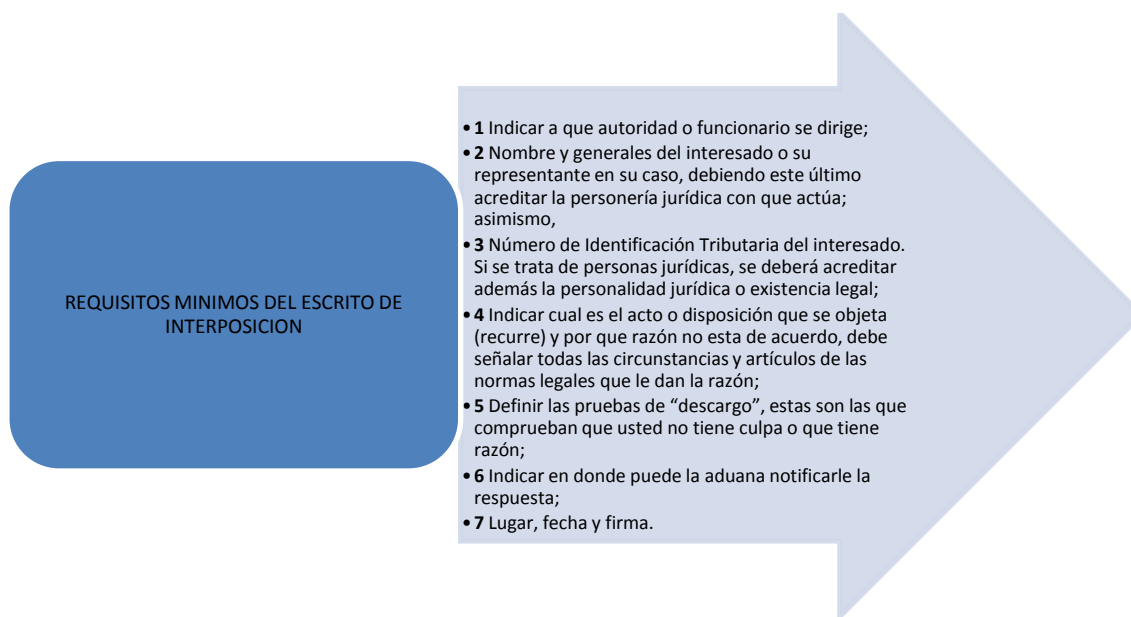 REQUISITOS MINIMOS DEL ESCRITO DE
INTERPOSICION
• 1 Indicar a que autoridad o funcionario se dirige;
• 2 Nombre y generales del interesado o su
representante en su caso, debiendo este último
acreditar la personería jurídica con que actúa;
asimismo,
• 3 Número de Identificación Tributaria del interesado.
Si se trata de personas jurídicas, se deberá acreditar
además la personalidad jurídica o existencia legal;
• 4 Indicar cual es el acto o disposición que se objeta
(recurre) y por que razón no esta de acuerdo, debe
señalar todas las circunstancias y artículos de las
normas legales que le dan la razón;
• 5 Definir las pruebas de “descargo”, estas son las que
comprueban que usted no tiene culpa o que tiene
razón;
• 6 Indicar en donde puede la aduana notificarle la
respuesta;
• 7 Lugar, fecha y firma.